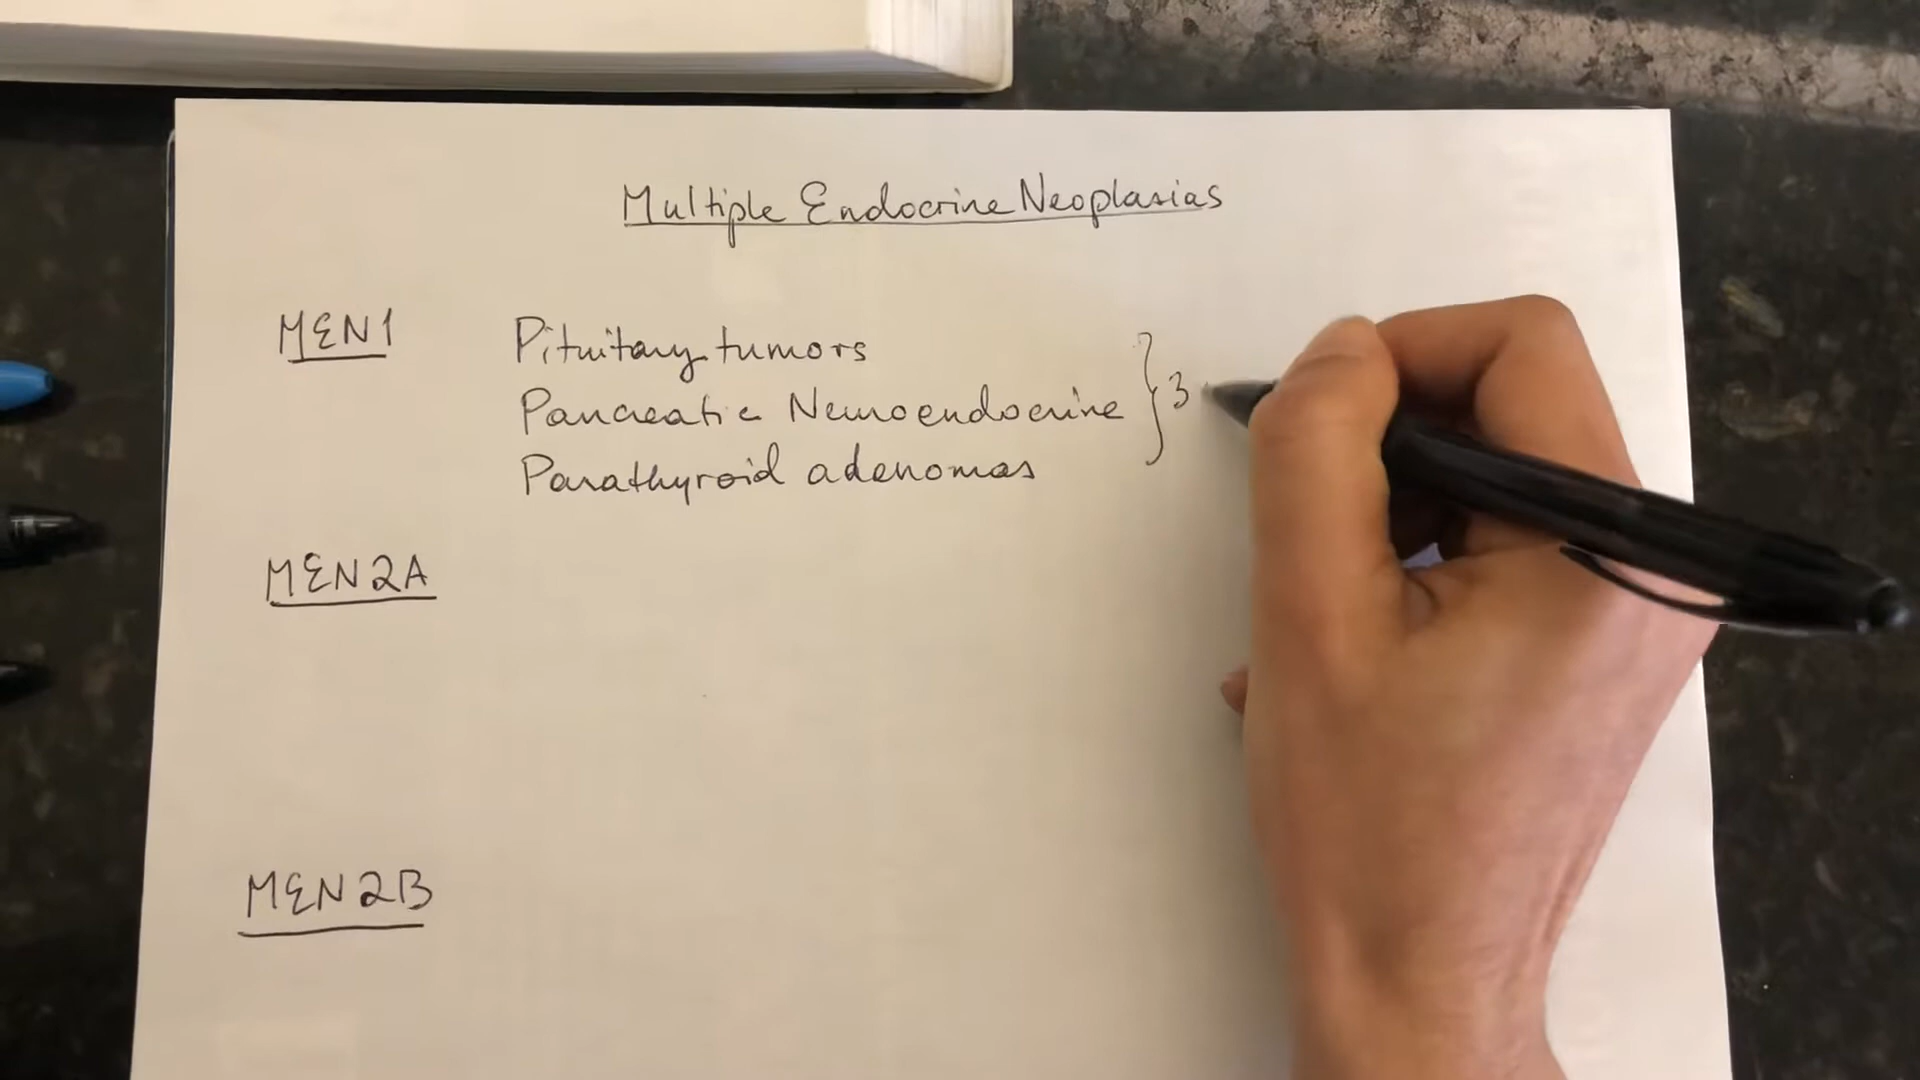 Multiple Endocrine Neoplasias
MEN1
Pituitary tumors
Pancreatic Neuroendocrine
Parathyroid adenomas
} 3
MEN2A
MEN2B